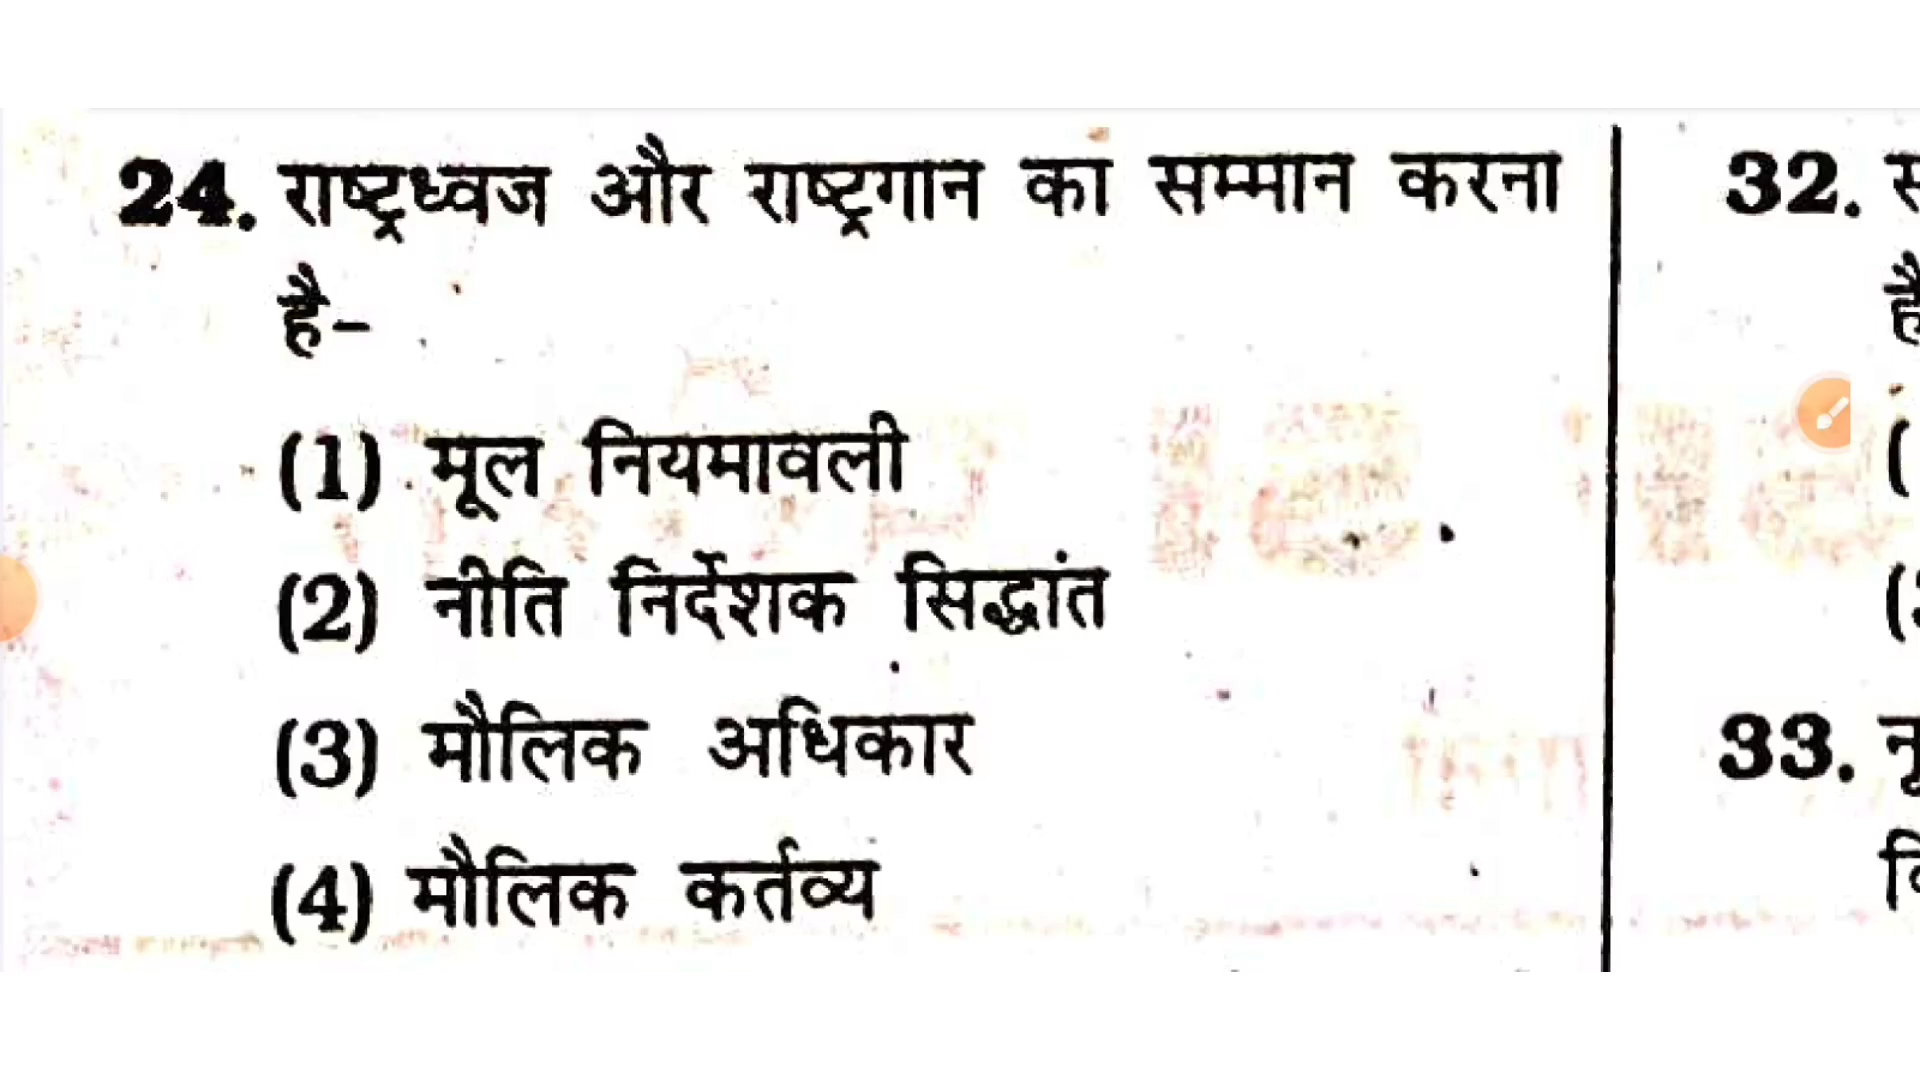 24. राष्ट्रध्वज और राष्ट्रगान का सम्मान करना
है-
(1) मूल नियमावली
(2) नीति निर्देशक सिद्धांत
(3) मौलिक अधिकार
(4) मौलिक कर्तव्य
32.
33.